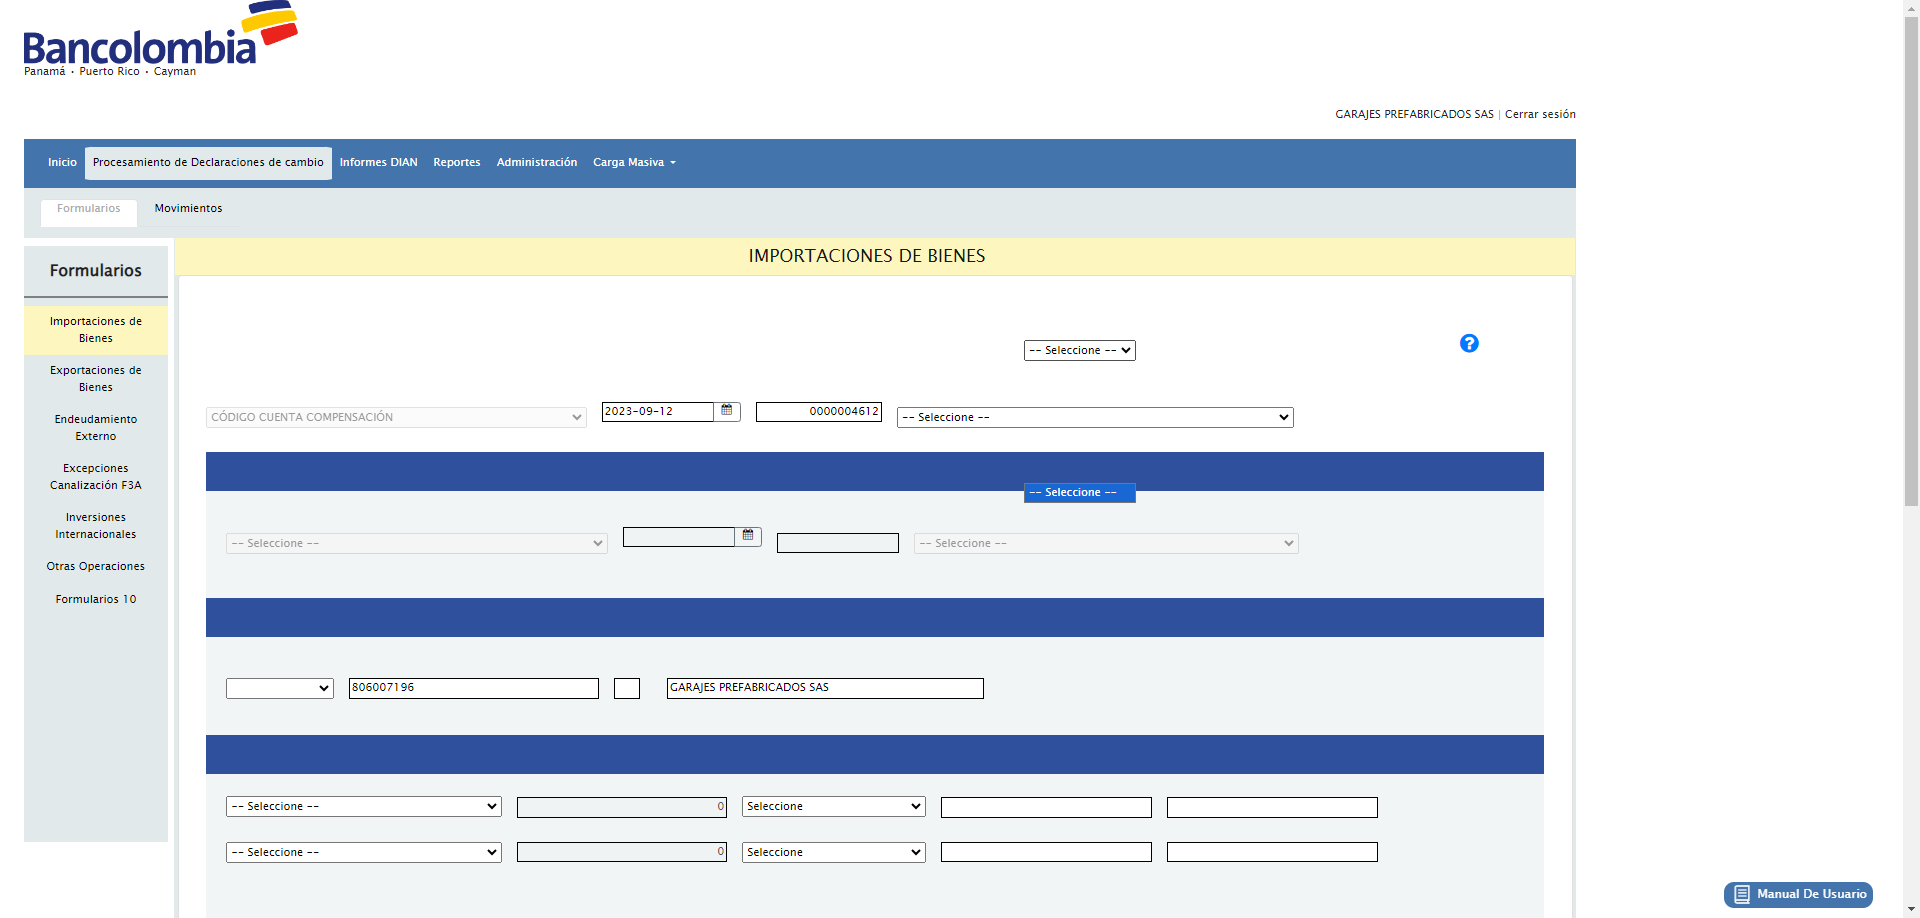 Bancolombia
Panamá • Puerto Rico • Cayman
GARAJES PREFABRICADOS SAS | Cerrar sesión
Inicio Procesamiento de Declaraciones de cambio Informes DIAN Reportes Administración Carga Masiva
Formularios Movimientos
Formularios
Importaciones de
Bienes
Exportaciones de
Bienes
Endeudamiento
Externo
Excepciones
Canalización F3A
Inversiones
Internacionales
Otras Operaciones
Formularios 10
IMPORTACIONES DE BIENES
-- Seleccione --
?
CÓDIGO CUENTA COMPENSACIÓN 2023-09-12 0000004612 -- Seleccione --
-- Seleccione --
-- Seleccione -- -- Seleccione --
806007196 GARAJES PREFABRICADOS SAS
-- Seleccione -- 0 Seleccione
-- Seleccione -- 0 Seleccione
Manual De Usuario